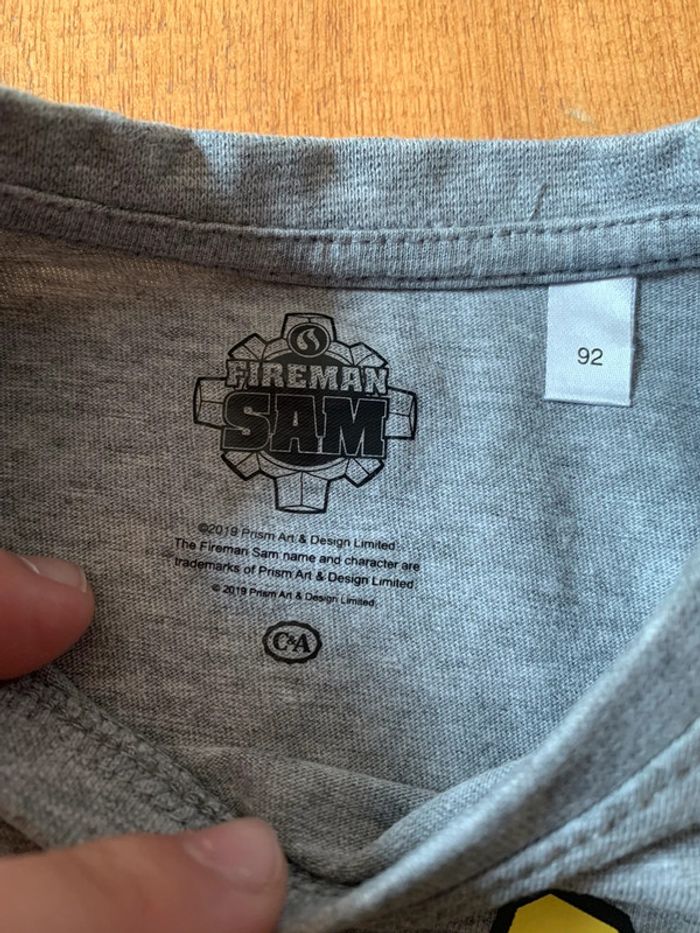 FIREMAN
SAM
92
©2019 Prism Art & Design Limited
The Fireman Sam name and character are
trademarks of Prism Art & Design Limited
© 2019 Prism Art & Design Limited
C&A